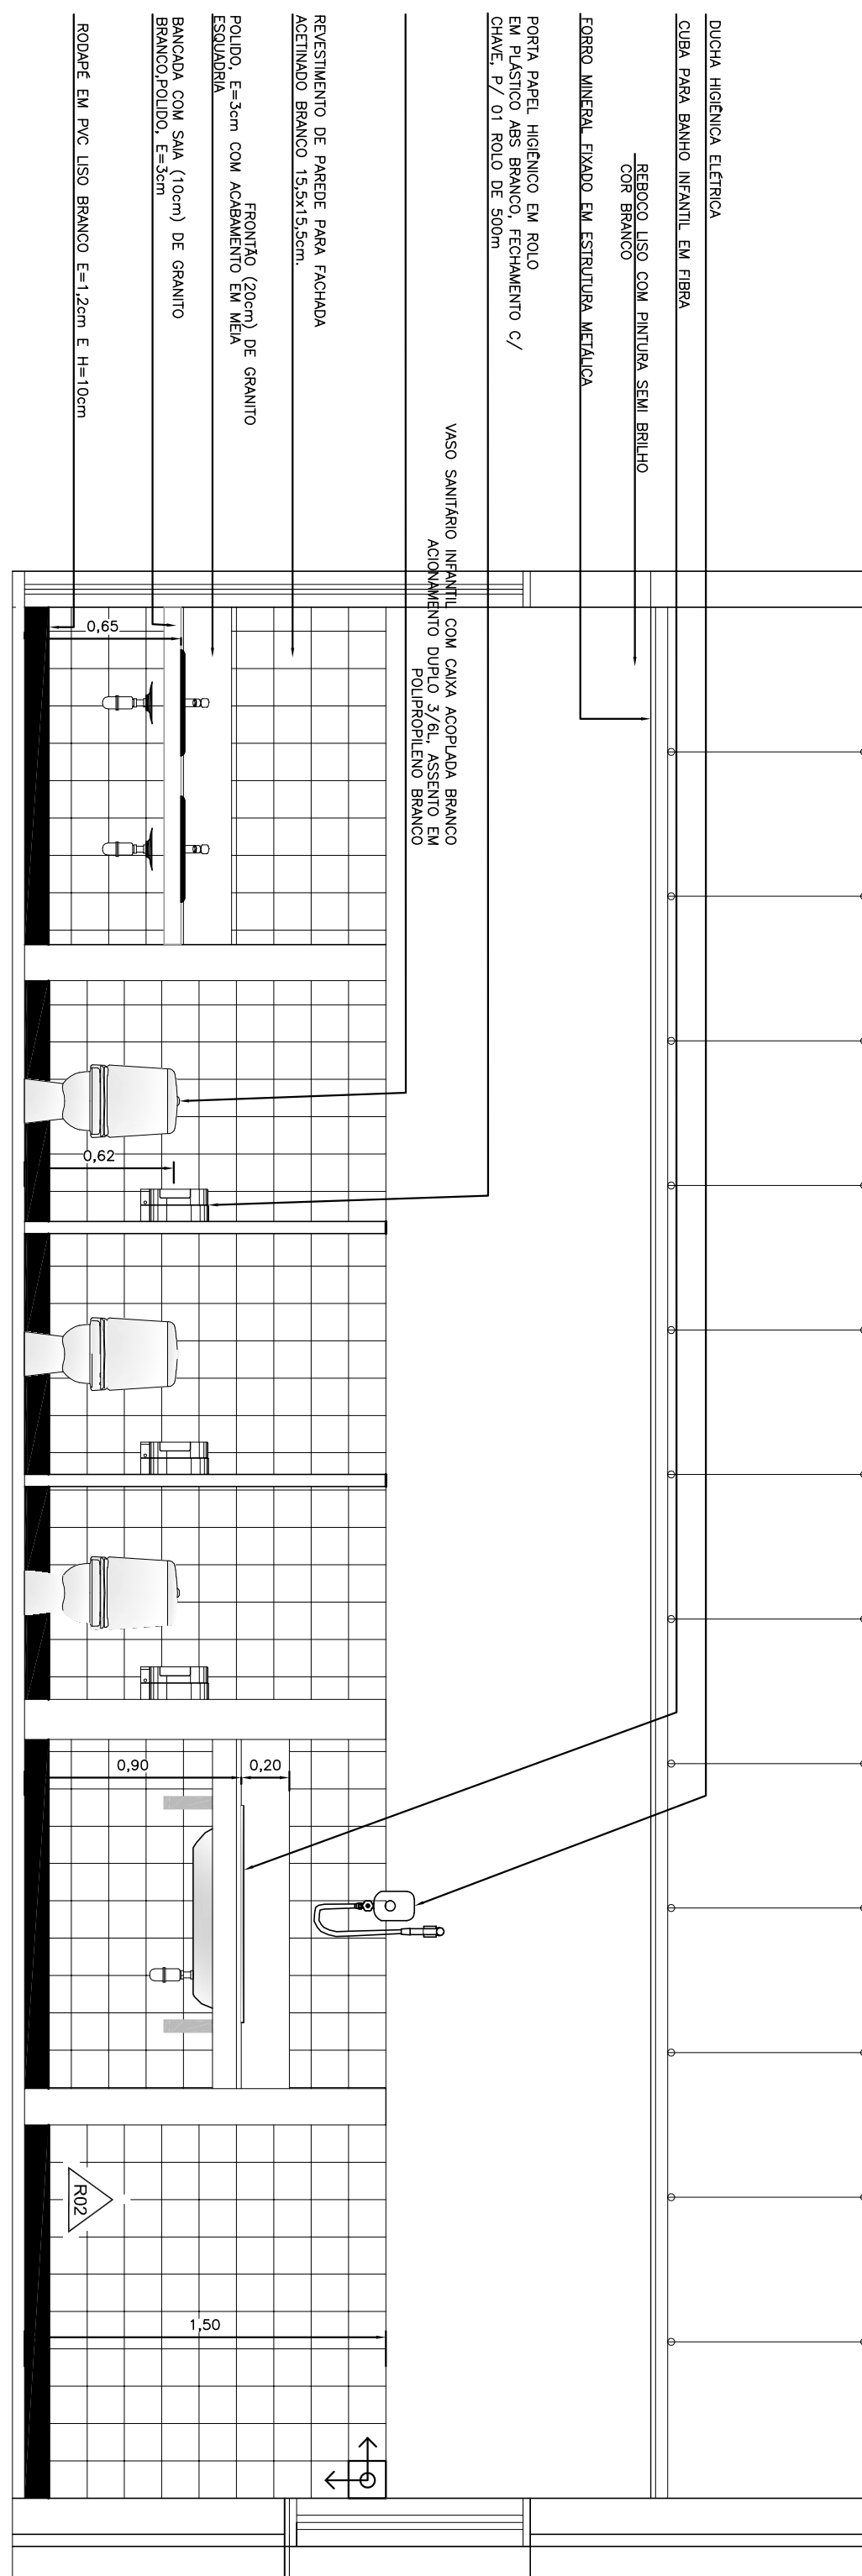 DUCHA HIGIÊNICA ELÉTRICA
CUBA PARA BANHO INFANTIL EM FIBRA
REBOCO LISO COM PINTURA SEMI BRILHO
COR BRANCO
FORRO MINERAL FIXADO EM ESTRUTURA METÁLICA
PORTA PAPEL HIGIÊNICO EM ROLO
EM PLÁSTICO ABS BRANCO, FECHAMENTO C/
CHAVE, P/ 01 ROLO DE 500m
VASO SANITÁRIO INFANTIL COM CAIXA ACOPLADA BRANCO
ACIONAMENTO DUPLO 3/6L, ASSENTO EM
POLIPROPILENO BRANCO
REVESTIMENTO DE PAREDE PARA FACHADA
ACETINADO BRANCO 15,5x15,5cm.
FRONTÃO (20cm) DE GRANITO
POLIDO, E=3cm COM ACABAMENTO EM MEIA
ESQUADRIA
BANCADA COM SAIA (10cm) DE GRANITO
BRANCO,POLIDO, E=3cm
RODAPÉ EM PVC LISO BRANCO E=1,2cm E H=10cm
0,65
0,62
0,90
0,20
R02
1,50